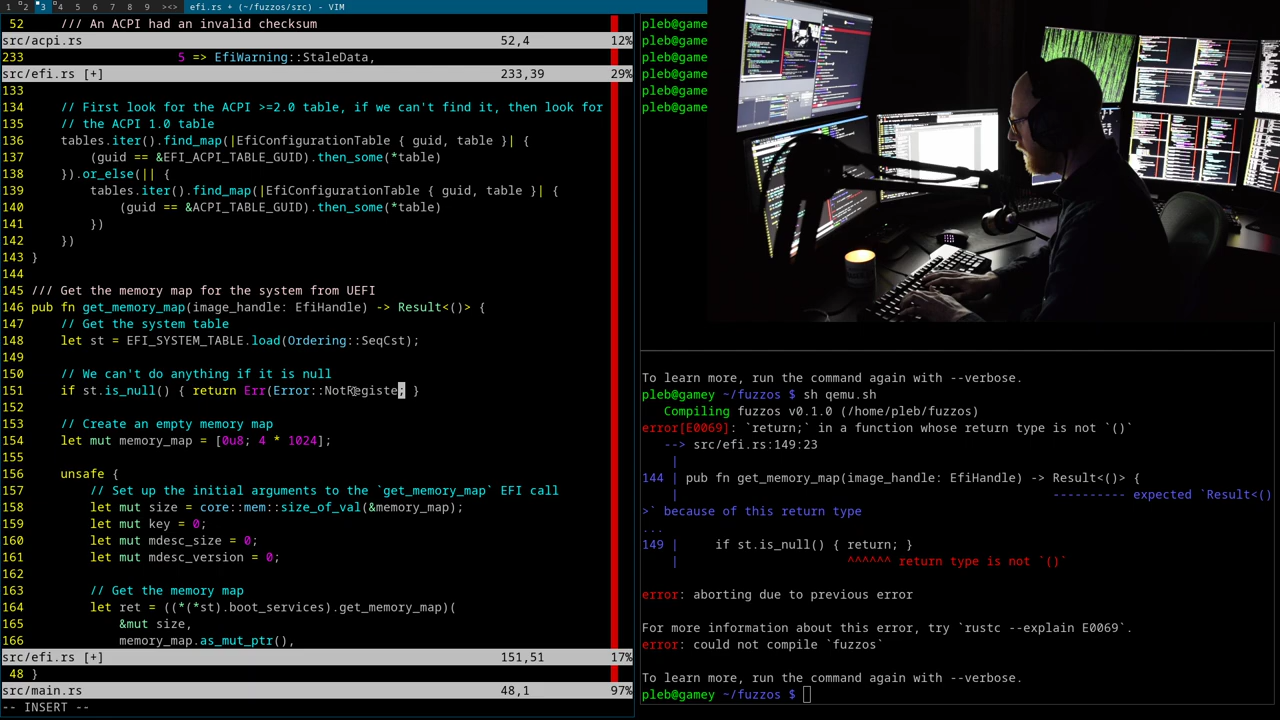 1 2 3 4 5 6 7 8 9 ><> efi.rs + (~/fuzzos/src) - VIM
52 /// An ACPI had an invalid checksum
src/acpi.rs 52,4 12%
233 5 => EfiWarning::StaleData,
src/efi.rs [+] 233,39 29%
133
134 // First look for the ACPI >=2.0 table, if we can't find it, then look for
135 // the ACPI 1.0 table
136 tables.iter().find_map(|EfiConfigurationTable { guid, table }| {
137 (guid == &EFI_ACPI_TABLE_GUID).then_some(*table)
138 }).or_else(|| {
139 tables.iter().find_map(|EfiConfigurationTable { guid, table }| {
140 (guid == &ACPI_TABLE_GUID).then_some(*table)
141 })
142 })
143 }
144
145 /// Get the memory map for the system from UEFI
146 pub fn get_memory_map(image_handle: EfiHandle) -> Result<()> {
147 // Get the system table
148 let st = EFI_SYSTEM_TABLE.load(Ordering::SeqCst);
149
150 // We can't do anything if it is null
151 if st.is_null() { return Err(Error::NotRegiste; }
152
153 // Create an empty memory map
154 let mut memory_map = [0u8; 4 * 1024];
155
156 unsafe {
157 // Set up the initial arguments to the `get_memory_map` EFI call
158 let mut size = core::mem::size_of_val(&memory_map);
159 let mut key = 0;
160 let mut mdesc_size = 0;
161 let mut mdesc_version = 0;
162
163 // Get the memory map
164 let ret = ((*(*st).boot_services).get_memory_map)(
165 &mut size,
166 memory_map.as_mut_ptr(),
src/efi.rs [+] 151,51 17%
48 }
src/main.rs 48,1 97%
-- INSERT --
pleb@game
pleb@game
pleb@game
pleb@game
pleb@game
pleb@game
To learn more, run the command again with --verbose.
pleb@gamey ~/fuzzos $ sh qemu.sh
Compiling fuzzos v0.1.0 (/home/pleb/fuzzos)
error[E0069]: `return;` in a function whose return type is not `()`
--> src/efi.rs:149:23
|
144 | pub fn get_memory_map(image_handle: EfiHandle) -> Result<()> {
| ---------- expected `Result<()
>` because of this return type
...
149 | if st.is_null() { return; }
| ^^^^^^ return type is not `()`
error: aborting due to previous error
For more information about this error, try `rustc --explain E0069`.
error: could not compile `fuzzos`
To learn more, run the command again with --verbose.
pleb@gamey ~/fuzzos $